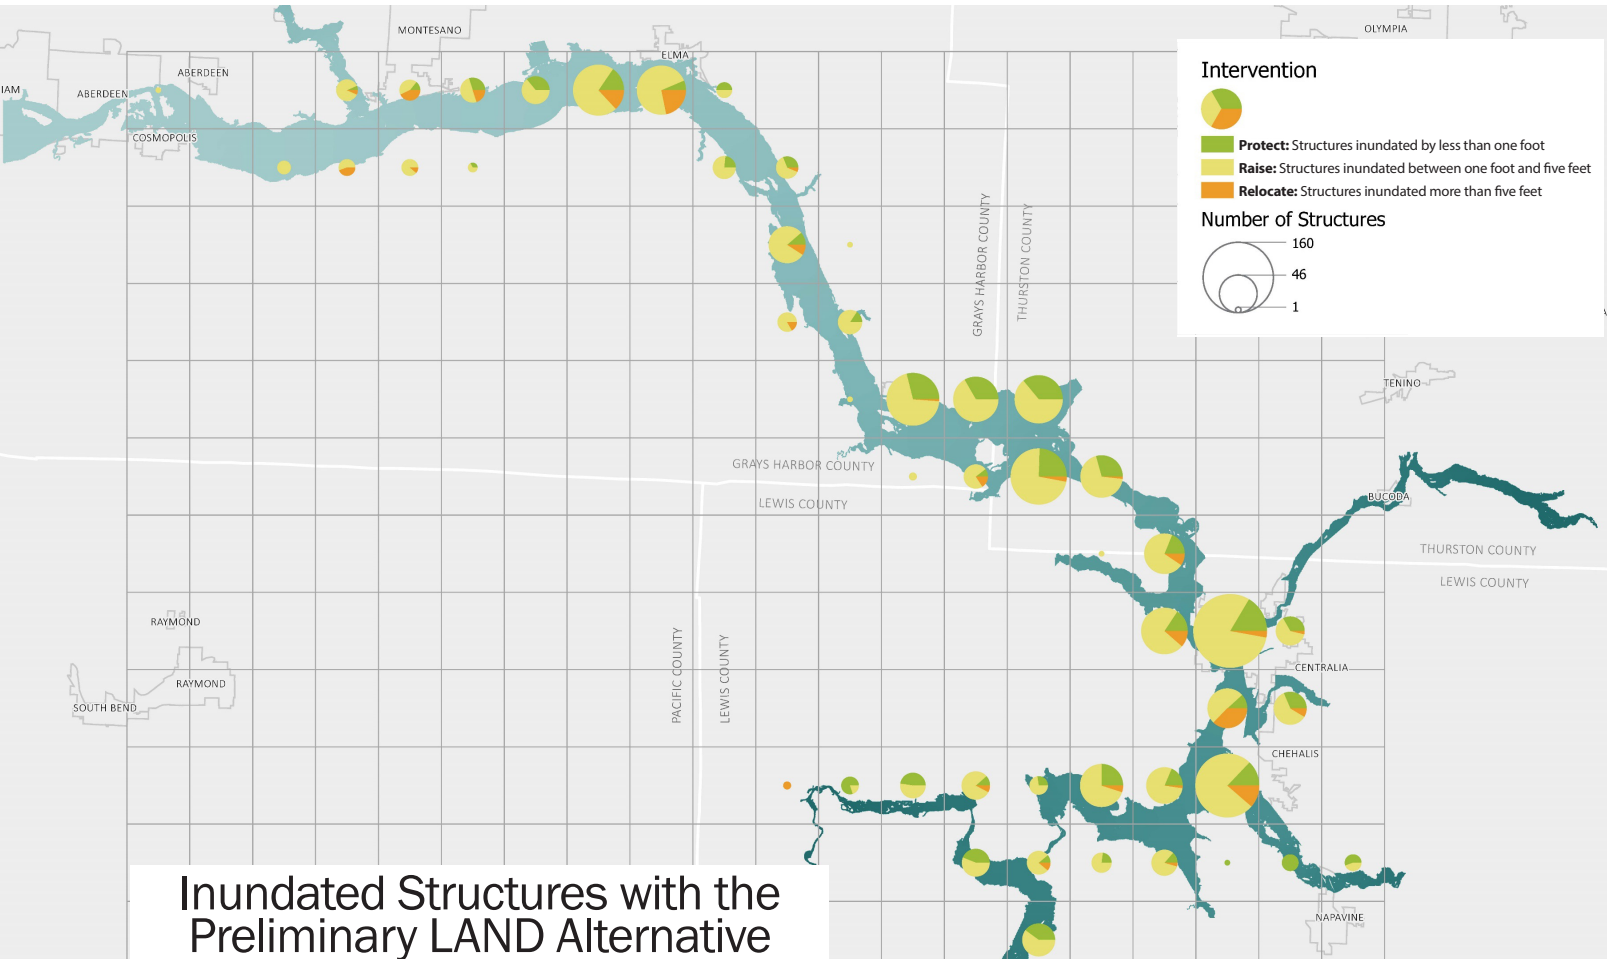 MONTESANO
OLYMPIA
ELMA
ABERDEEN
IAM
ABERDEEN
COSMOPOLIS
Intervention
Protect: Structures inundated by less than one foot
Raise: Structures inundated between one foot and five feet
Relocate: Structures inundated more than five feet
Number of Structures
160
46
1
GRAYS HARBOR COUNTY
THURSTON COUNTY
TENINO
GRAYS HARBOR COUNTY
LEWIS COUNTY
BUCODA
THURSTON COUNTY
LEWIS COUNTY
RAYMOND
PACIFIC COUNTY
LEWIS COUNTY
CENTRALIA
RAYMOND
SOUTH BEND
CHEHALIS
Inundated Structures with the
Preliminary LAND Alternative
NAPAVINE